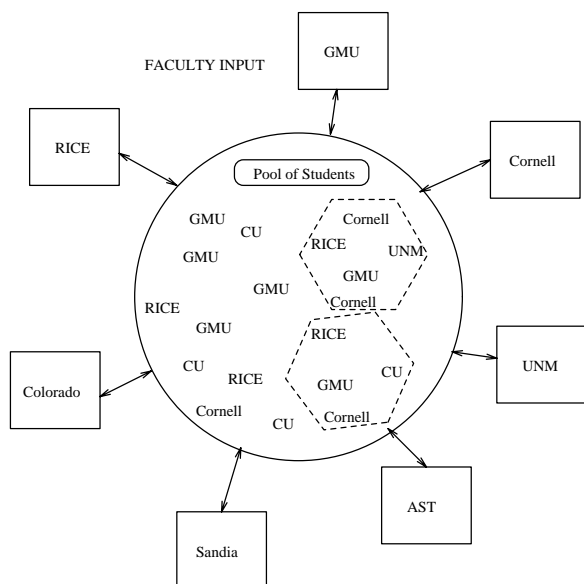 GMU
FACULTY INPUT
RICE
Cornell
Pool of Students
GMU
CU
Cornell
RICE
UNM
GMU
GMU
GMU
RICE
Cornell
GMU
RICE
CU
RICE
CU
GMU
Cornell
Cornell
CU
UNM
Colorado
AST
Sandia